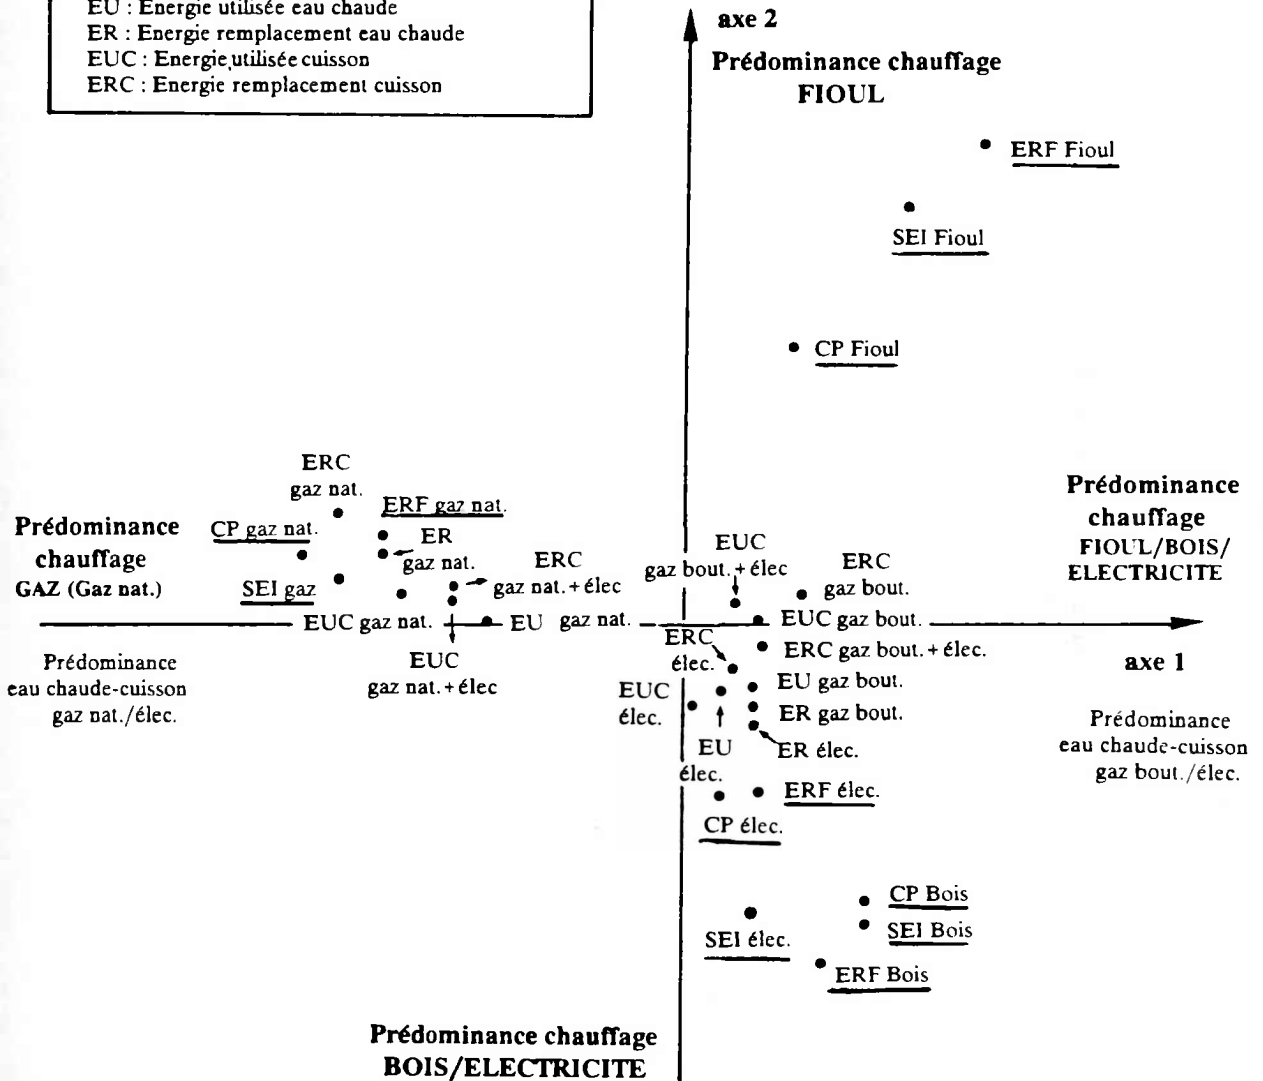 EU : Energie utilisée eau chaude
ER : Energie remplacement eau chaude
EUC : Energie utilisée cuisson
ERC : Energie remplacement cuisson
axe 2
Prédominance chauffage
FIOUL
ERF Fioul
SEI Fioul
CP Fioul
ERC
gaz nat.
ERF gaz nat.
CP gaz nat.
ER
gaz nat.
Prédominance
chauffage
GAZ (Gaz nat.)
SEI gaz
ERC
gaz nat. + élec
EUC
gaz bout. + élec
ERC
gaz bout.
Prédominance
chauffage
FIOUL/BOIS/
ELECTRICITE
EUC gaz nat.
EU gaz nat.
EUC gaz bout.
ERC
élec.
ERC gaz bout. + élec.
axe 1
Prédominance
eau chaude-cuisson
gaz nat./élec.
EUC
gaz nat. + élec
EUC
élec.
EU gaz bout.
ER gaz bout.
EU
élec.
ER élec.
Prédominance
eau chaude-cuisson
gaz bout./élec.
ERF élec.
CP élec.
CP Bois
SEI Bois
SEI élec.
ERF Bois
Prédominance chauffage
BOIS/ELECTRICITE